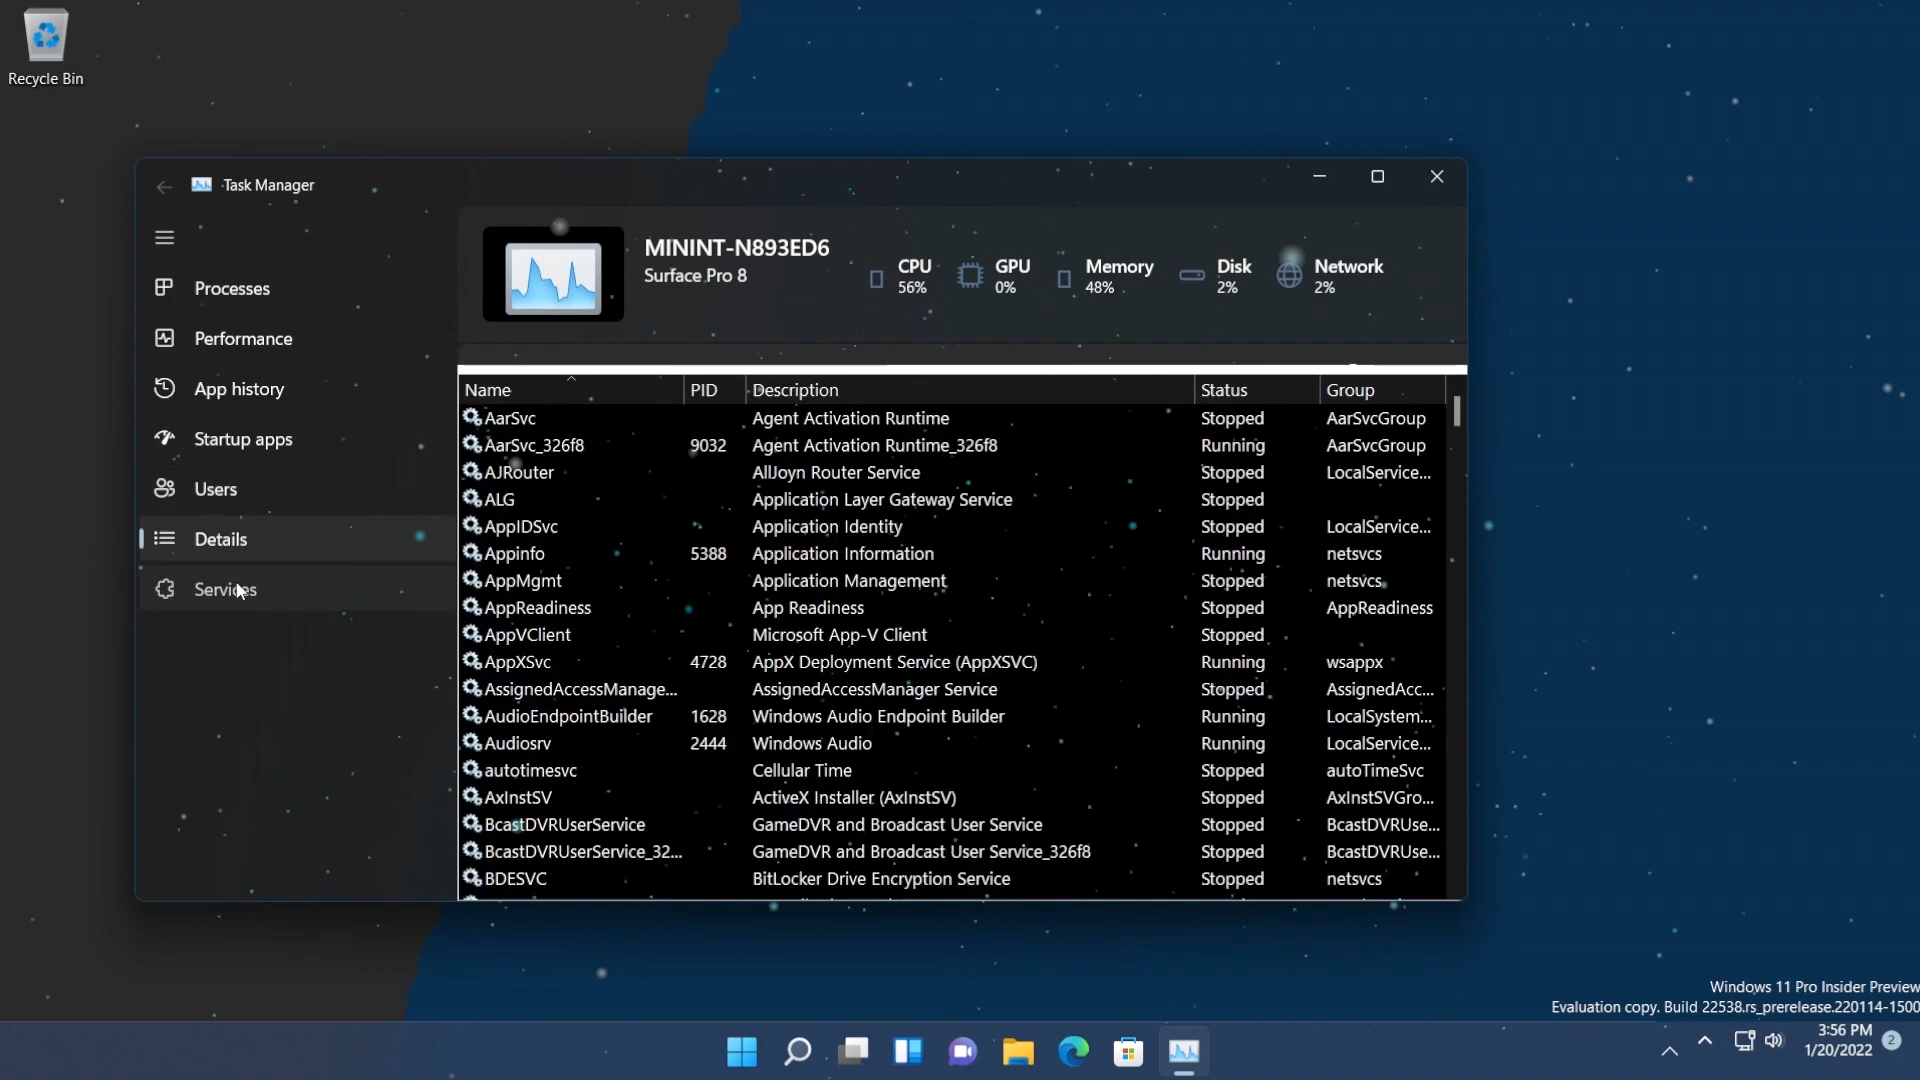 Recycle Bin
Task Manager
Processes
Performance
App history
Startup apps
Users
Details
Services
MININT-N893ED6
Surface Pro 8
CPU
56%
GPU
0%
Memory
48%
Disk
2%
Network
2%
Name PID Description Status Group
AarSvc Agent Activation Runtime Stopped AarSvcGroup
AarSvc_326f8 9032 Agent Activation Runtime_326f8 Running AarSvcGroup
AJRouter AllJoyn Router Service Stopped LocalService...
ALG Application Layer Gateway Service Stopped
AppIDSvc Application Identity Stopped LocalService...
Appinfo 5388 Application Information Running netsvcs
AppMgmt Application Management Stopped netsvcs
AppReadiness App Readiness Stopped AppReadiness
AppVClient Microsoft App-V Client Stopped
AppXSvc 4728 AppX Deployment Service (AppXSVC) Running wsappx
AssignedAccessManage... AssignedAccessManager Service Stopped AssignedAcc...
AudioEndpointBuilder 1628 Windows Audio Endpoint Builder Running LocalSystem...
Audiosrv 2444 Windows Audio Running LocalService...
autotimesvc Cellular Time Stopped autoTimeSvc
AxInstSV ActiveX Installer (AxInstSV) Stopped AxInstSVGro...
BcastDVRUserService GameDVR and Broadcast User Service Stopped BcastDVRUse...
BcastDVRUserService_32... GameDVR and Broadcast User Service_326f8 Stopped BcastDVRUse...
BDESVC BitLocker Drive Encryption Service Stopped netsvcs
Windows 11 Pro Insider Preview
Evaluation copy. Build 22538.rs_prerelease.220114-1500
3:56 PM
1/20/2022
2